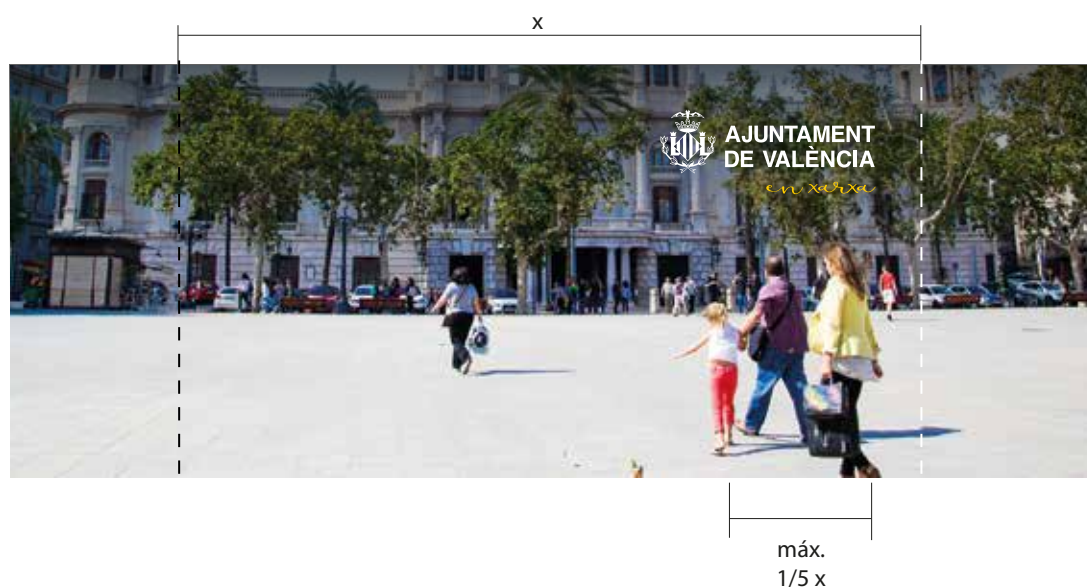 x
AJUNTAMENT
DE VALÈNCIA
en xarxa
máx.
1/5 x